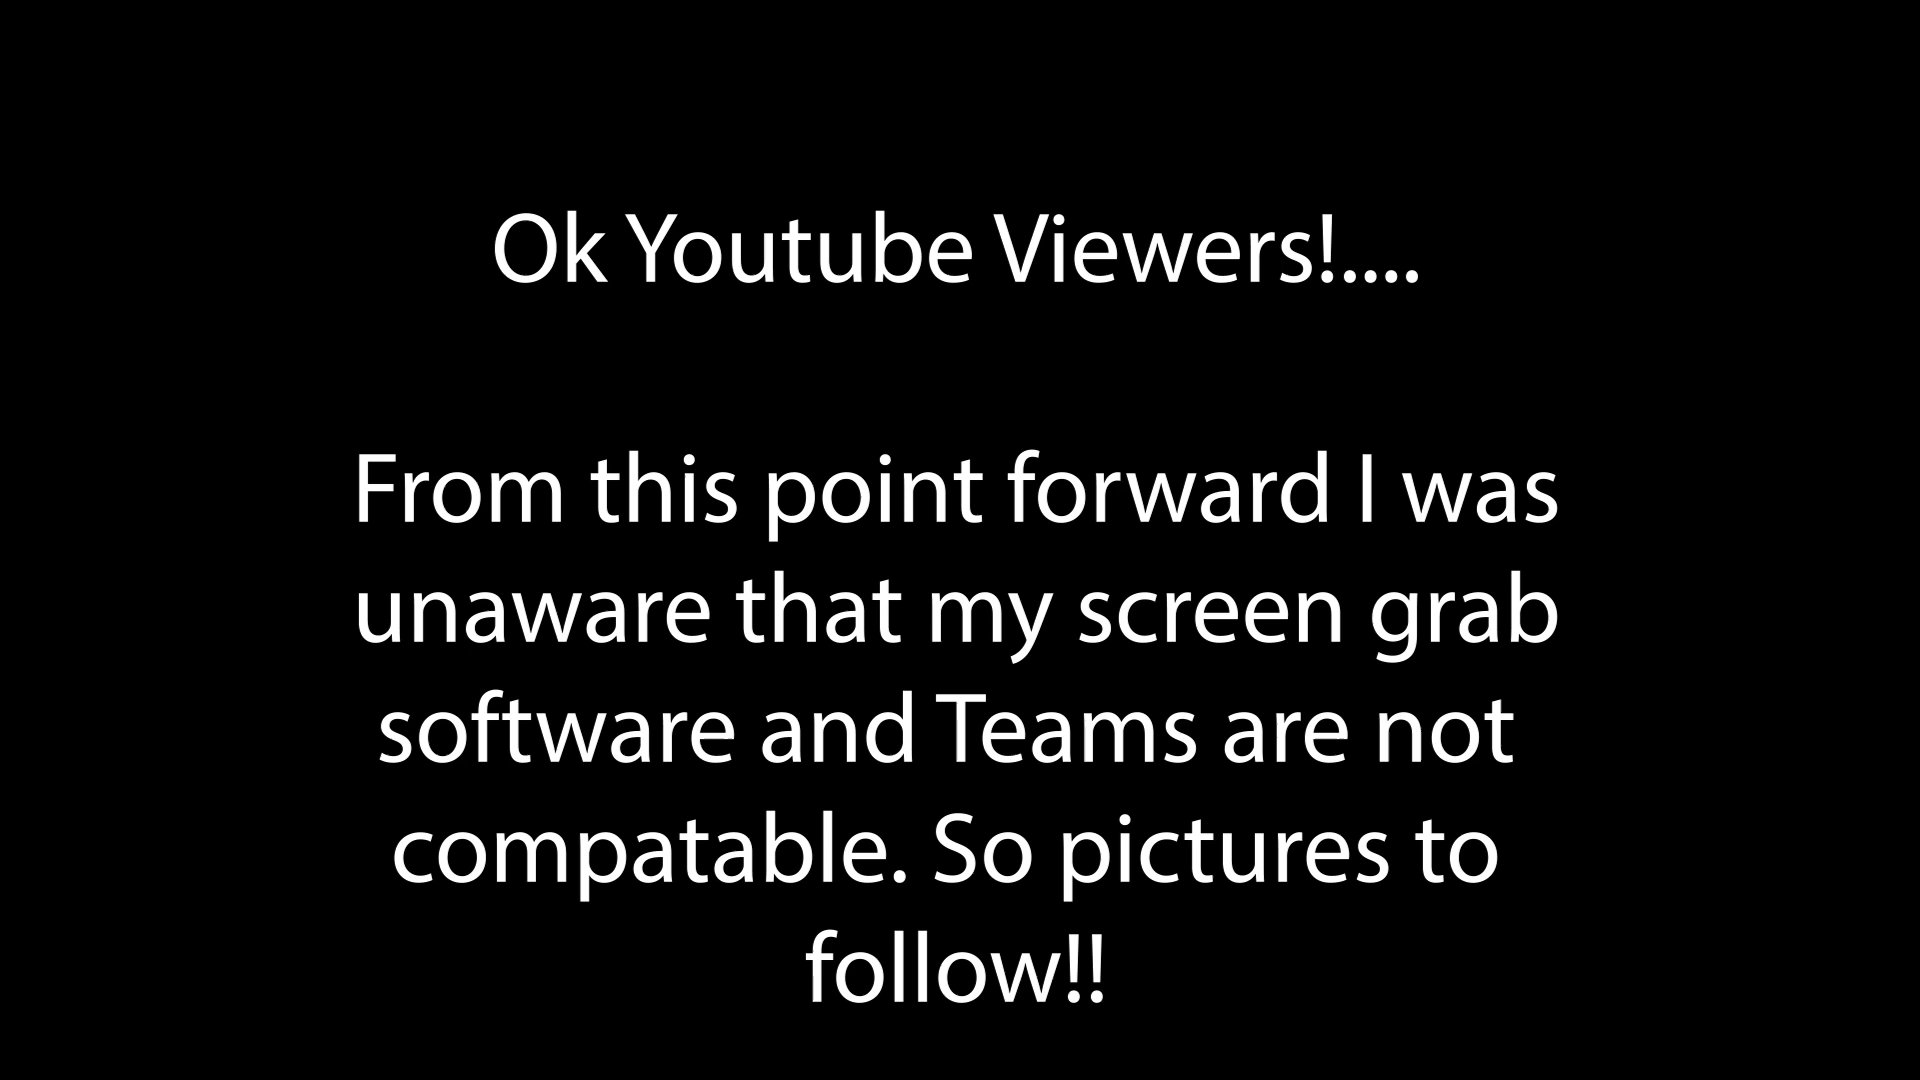 Ok Youtube Viewers!....
From this point forward I was
unaware that my screen grab
software and Teams are not
compatable. So pictures to
follow!!